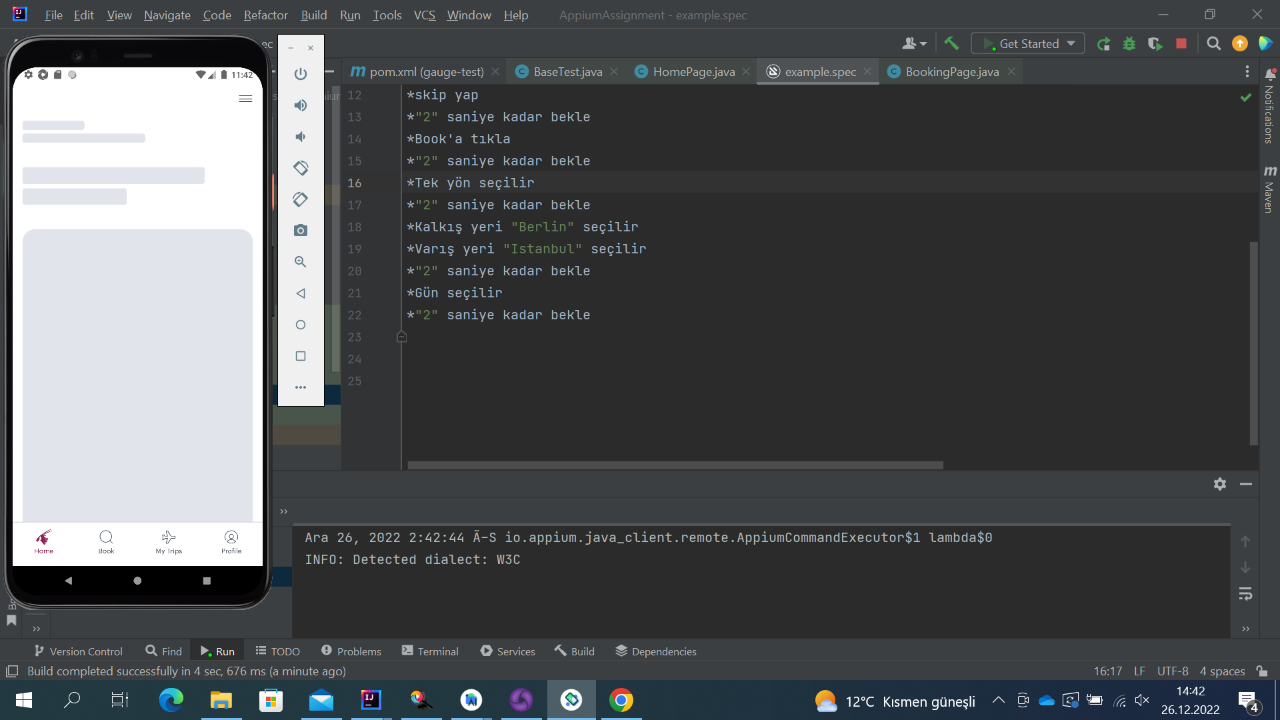 File Edit View Navigate Code Refactor Build Run Tools VCS Window Help AppiumAssignment - example.spec
Get Started
pom.xml (gauge-test) BaseTest.java HomePage.java example.spec BookingPage.java
11:42
12 *skip yap
13 *"2" saniye kadar bekle
14 *Book'a tıkla
15 *"2" saniye kadar bekle
16 *Tek yön seçilir
17 *"2" saniye kadar bekle
18 *Kalkış yeri "Berlin" seçilir
19 *Varış yeri "Istanbul" seçilir
20 *"2" saniye kadar bekle
21 *Gün seçilir
22 *"2" saniye kadar bekle
23
24
25
Notifications
Maven
Home Book My Trips Profile
Ara 26, 2022 2:42:44 Ã-S io.appium.java_client.remote.AppiumCommandExecutor$1 lambda$0
INFO: Detected dialect: W3C
Version Control Find Run TODO Problems Terminal Services Build Dependencies
Build completed successfully in 4 sec, 676 ms (a minute ago) 16:17 LF UTF-8 4 spaces
12°C Kısmen güneşli
14:42
26.12.2022
4